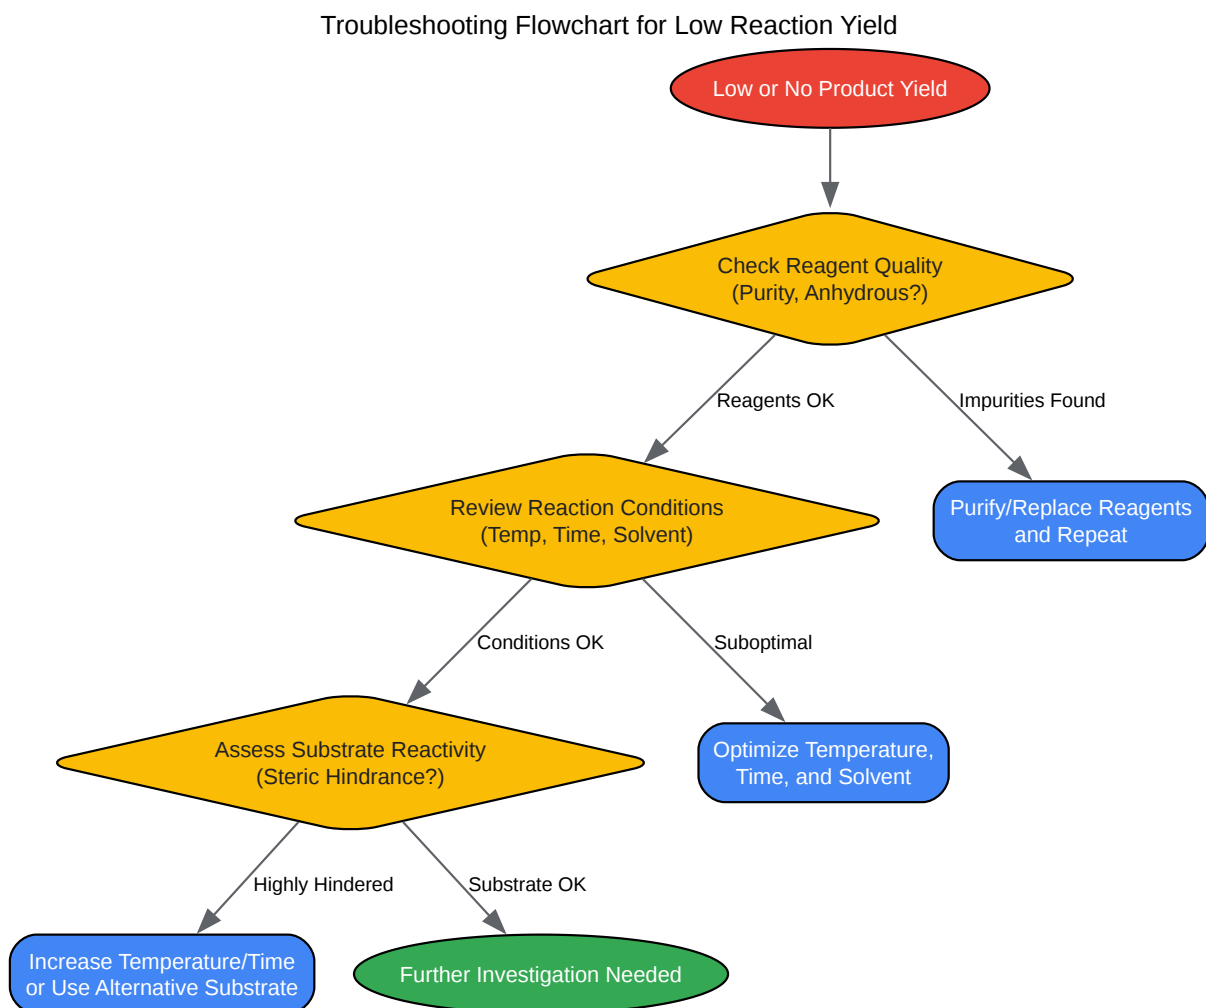 Troubleshooting Flowchart for Low Reaction Yield
Low or No Product Yield
Check Reagent Quality
(Purity, Anhydrous?)
Reagents OK
Impurities Found
Review Reaction Conditions
(Temp, Time, Solvent)
Purify/Replace Reagents
and Repeat
Conditions OK
Suboptimal
Assess Substrate Reactivity
(Steric Hindrance?)
Optimize Temperature,
Time, and Solvent
Highly Hindered
Substrate OK
Increase Temperature/Time
or Use Alternative Substrate
Further Investigation Needed